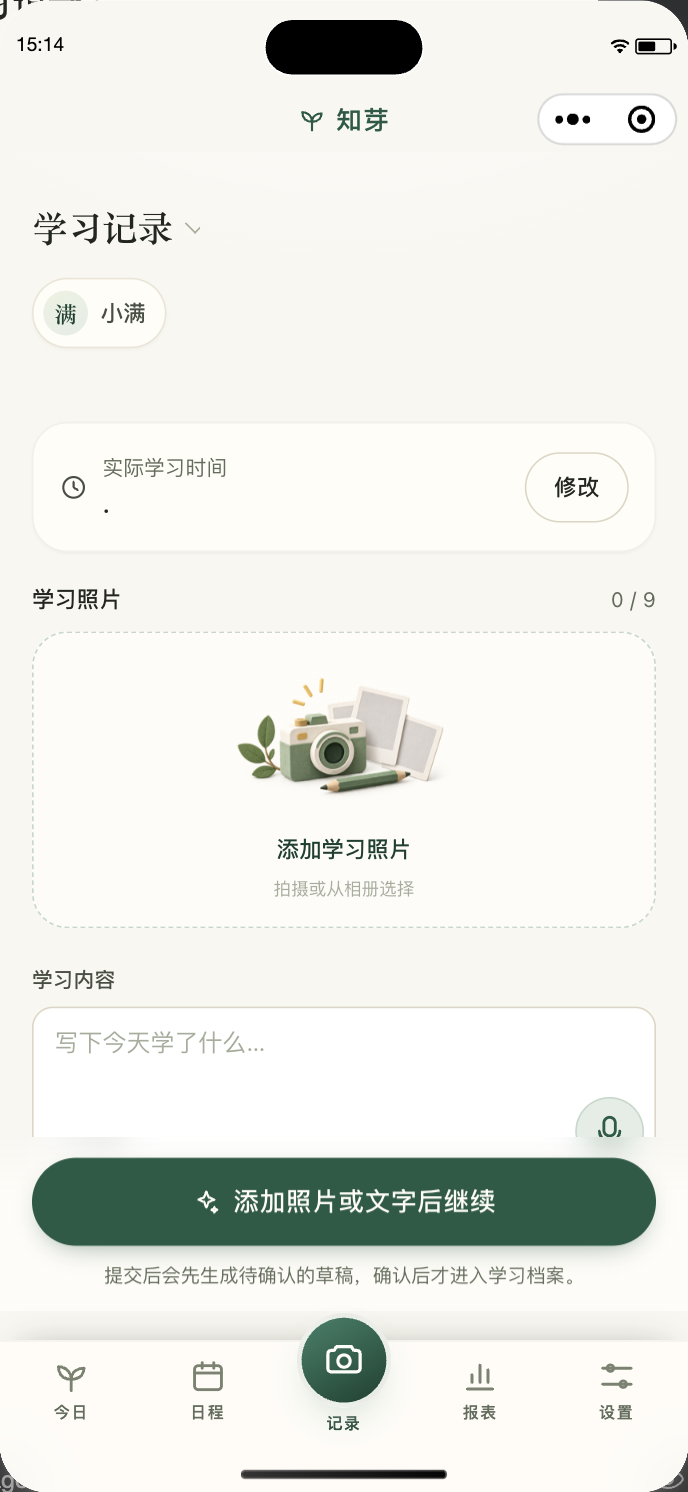 15:14
知芽
学习记录
满 小满
实际学习时间
·
修改
学习照片
0 / 9
添加学习照片
拍摄或从相册选择
学习内容
写下今天学了什么...
添加照片或文字后继续
提交后会先生成待确认的草稿，确认后才进入学习档案。
今日
日程
记录
报表
设置